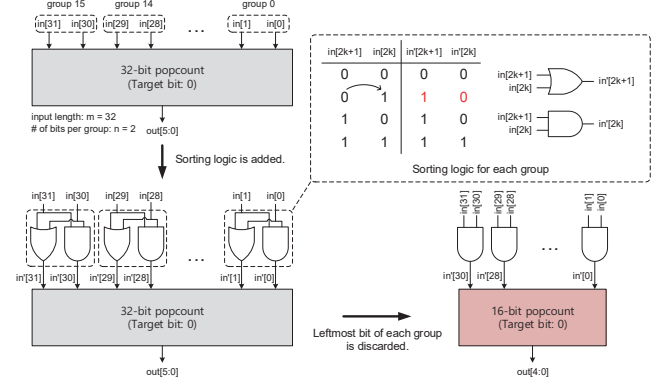 group 15 group 14 group 0
in[31] in[30] in[29] in[28] ... in[1] in[0]
32-bit popcount
(Target bit: 0)
input length: m = 32
# of bits per group: n = 2
out[5:0]
Sorting logic is added.
in[2k+1] in[2k] in'[2k+1] in'[2k]
0 0 0 0
0 1 1 0
1 0 1 0
1 1 1 1
in[2k+1]
in[2k]
in'[2k+1]
in[2k+1]
in[2k]
in'[2k]
Sorting logic for each group
in[31] in[30] in[29] in[28] in[1] in[0]
...
in'[31] in'[30] in'[29] in'[28] in'[1] in'[0]
32-bit popcount
(Target bit: 0)
out[5:0]
Leftmost bit of each group
is discarded.
in[31] in[30] in[29] in[28] in[1] in[0]
...
in'[30] in'[28] in'[0]
16-bit popcount
(Target bit: 0)
out[4:0]